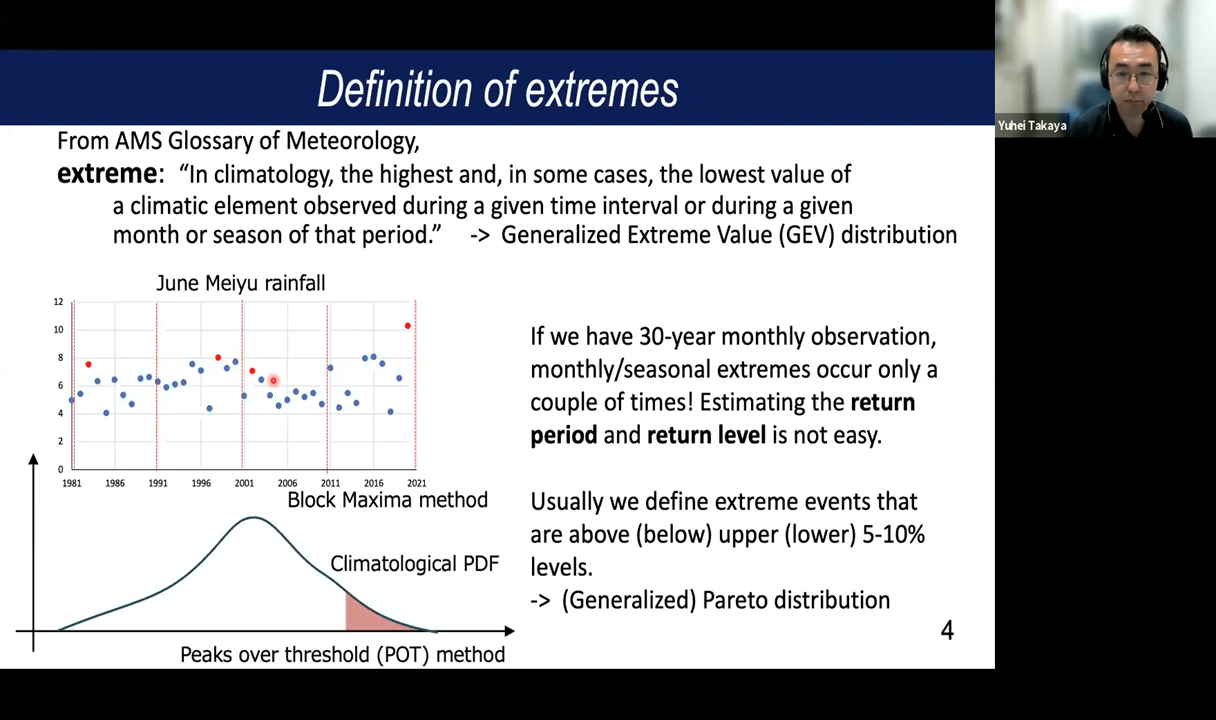 Definition of extremes
Yuhei Takaya
From AMS Glossary of Meteorology,
extreme: “In climatology, the highest and, in some cases, the lowest value of
a climatic element observed during a given time interval or during a given
month or season of that period.” -> Generalized Extreme Value (GEV) distribution
June Meiyu rainfall
12
10
8
6
4
2
0
1981 1986 1991 1996 2001 2006 2011 2016 2021
Block Maxima method
Climatological PDF
Peaks over threshold (POT) method
If we have 30-year monthly observation,
monthly/seasonal extremes occur only a
couple of times! Estimating the return
period and return level is not easy.
Usually we define extreme events that
are above (below) upper (lower) 5-10%
levels.
-> (Generalized) Pareto distribution
4